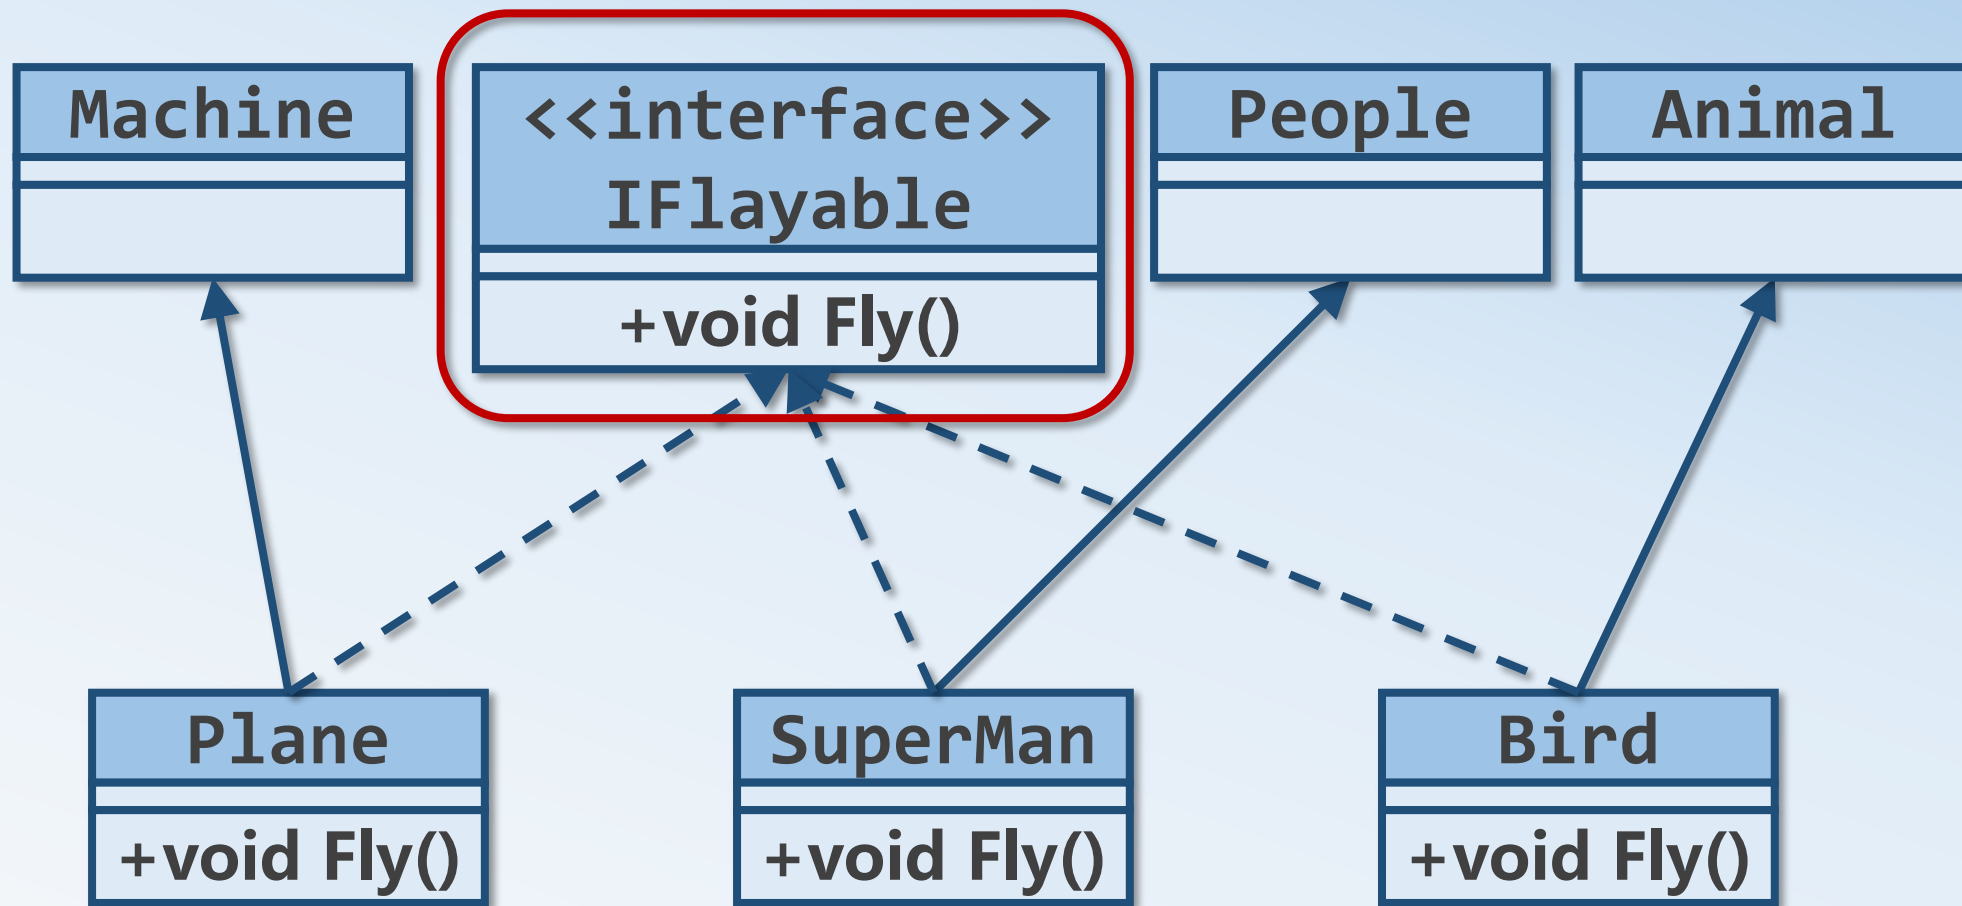 Machine
<<interface>>
IFlayable
+void Fly()
People
Animal
Plane
+void Fly()
SuperMan
+void Fly()
Bird
+void Fly()